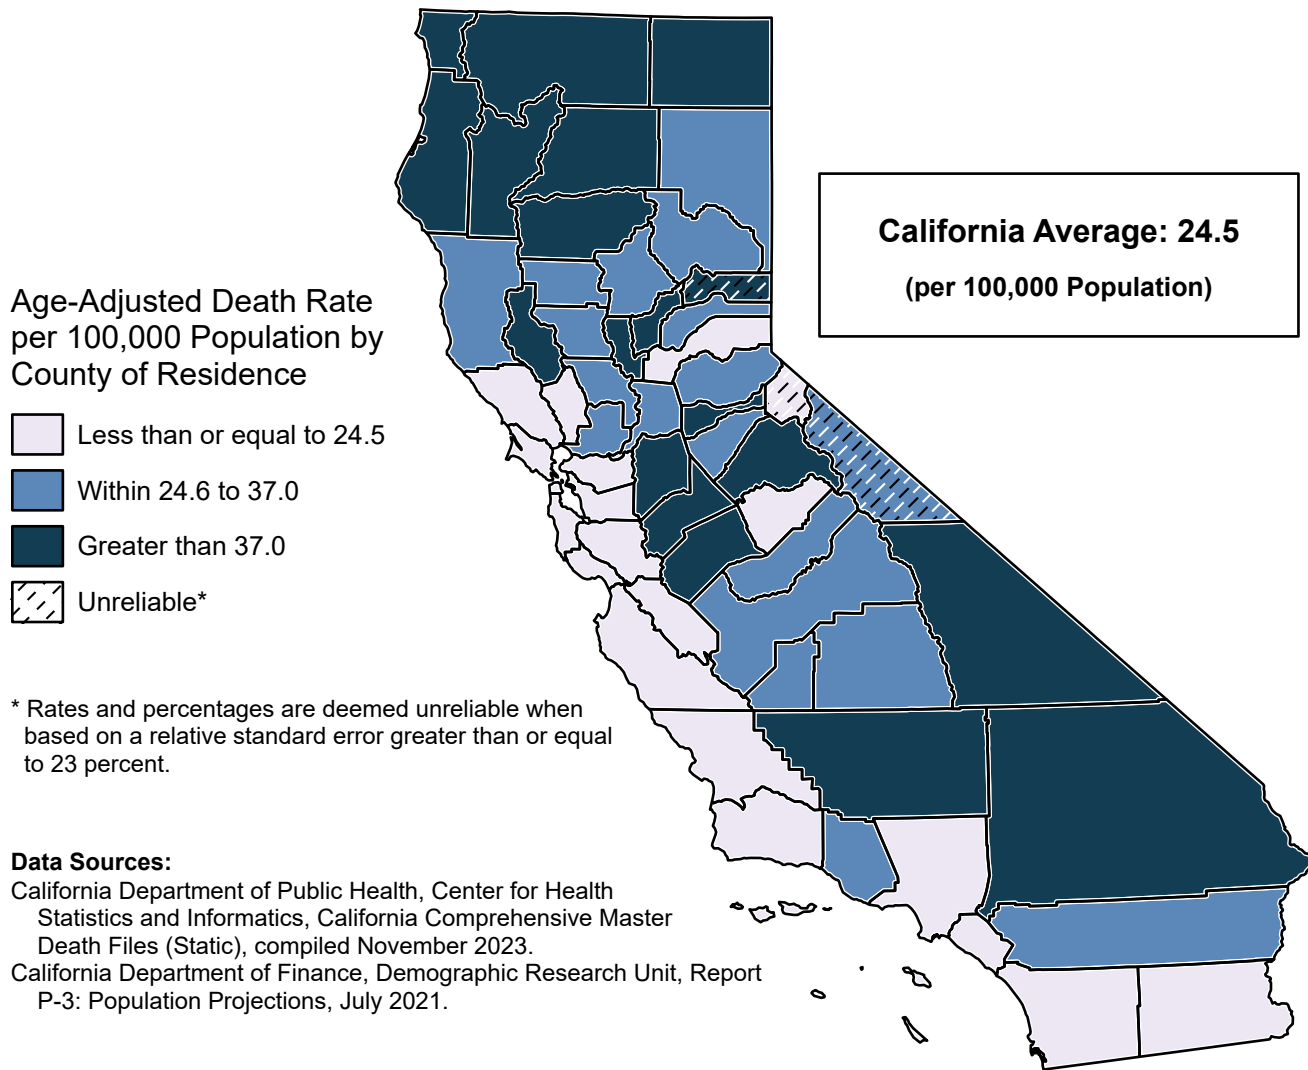 California Average: 24.5
(per 100,000 Population)
Age-Adjusted Death Rate
per 100,000 Population by
County of Residence
Less than or equal to 24.5
Within 24.6 to 37.0
Greater than 37.0
Unreliable*
* Rates and percentages are deemed unreliable when
based on a relative standard error greater than or equal
to 23 percent.
Data Sources:
California Department of Public Health, Center for Health
Statistics and Informatics, California Comprehensive Master
Death Files (Static), compiled November 2023.
California Department of Finance, Demographic Research Unit, Report
P-3: Population Projections, July 2021.